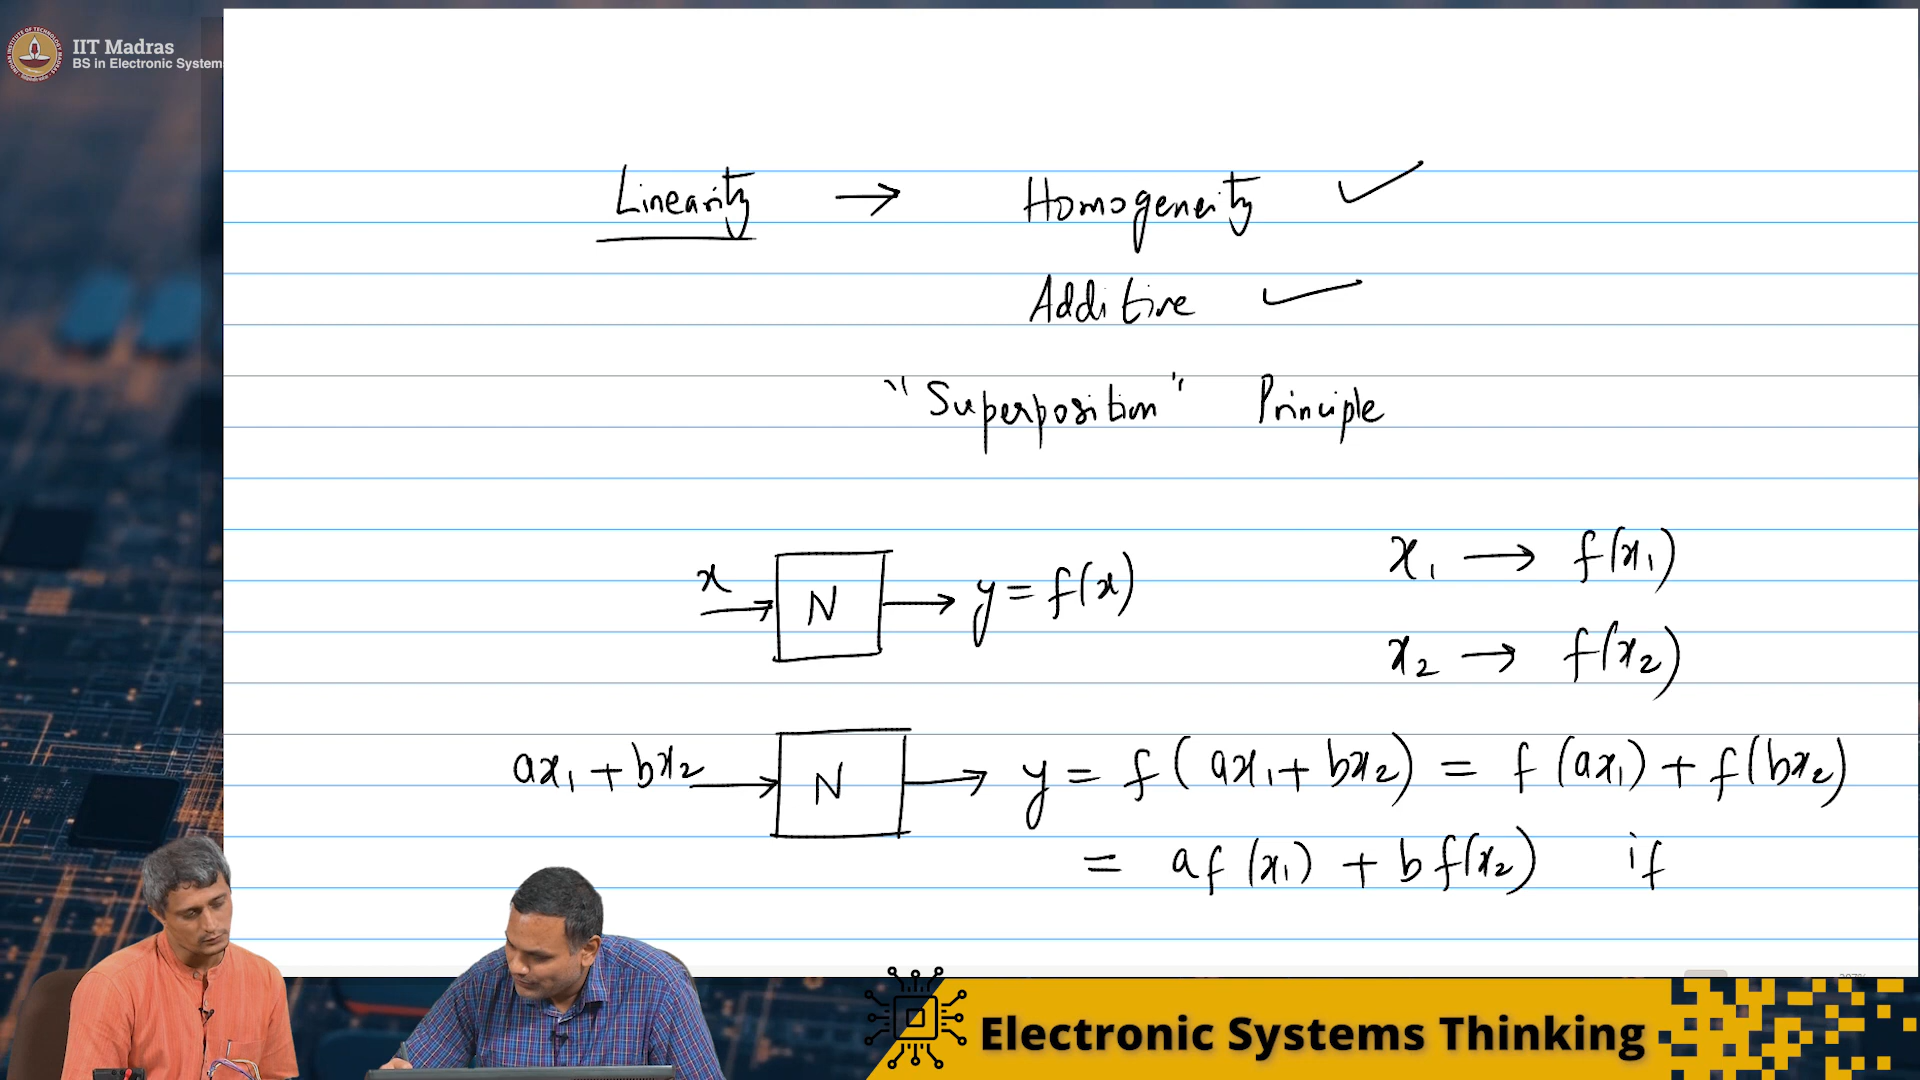 IIT Madras
BS in Electronic System
Linearity → Homogeneity ✓
Additive ✓
"Superposition" Principle
x → N → y = f(x)
x₁ → f(x₁)
x₂ → f(x₂)
ax₁ + bx₂ → N → y = f(ax₁ + bx₂) = f(ax₁) + f(bx₂)
= af(x₁) + bf(x₂) if
Electronic Systems Thinking